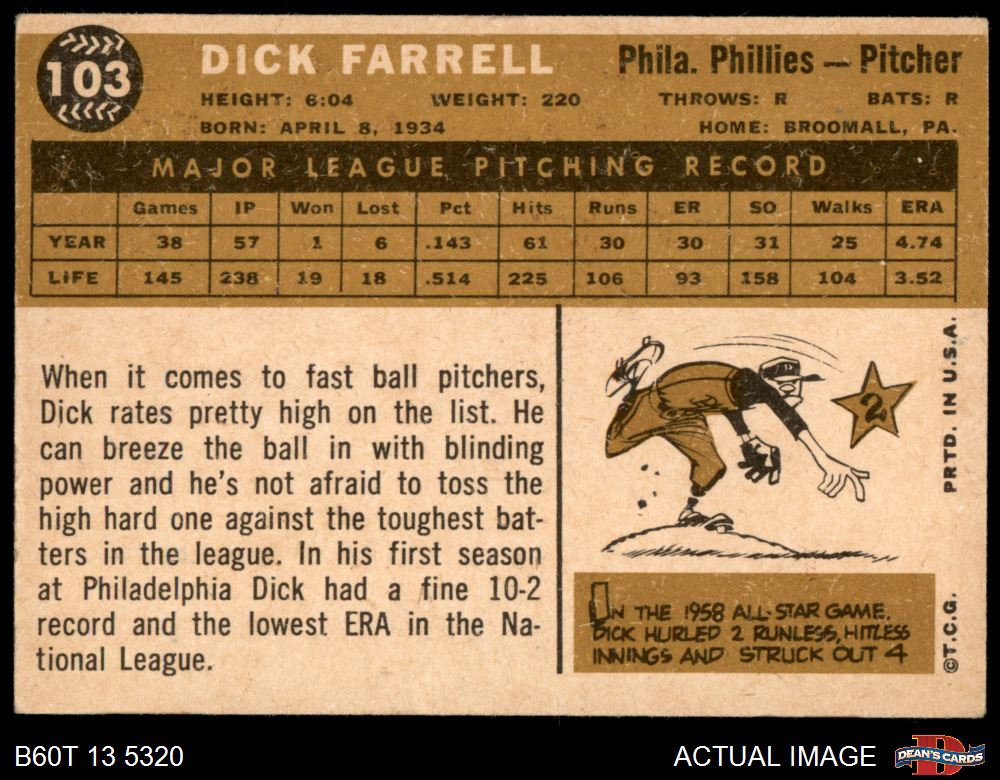 103
DICK FARRELL
Phila. Phillies — Pitcher
HEIGHT: 6:04 WEIGHT: 220 THROWS: R BATS: R
BORN: APRIL 8, 1934 HOME: BROOMALL, PA.
MAJOR LEAGUE PITCHING RECORD
Games IP Won Lost Pct Hits Runs ER SO Walks ERA
YEAR 38 57 1 6 .143 61 30 30 31 25 4.74
LIFE 145 238 19 18 .514 225 106 93 158 104 3.52
When it comes to fast ball pitchers,
Dick rates pretty high on the list. He
can breeze the ball in with blinding
power and he's not afraid to toss the
high hard one against the toughest bat-
ters in the league. In his first season
at Philadelphia Dick had a fine 10-2
record and the lowest ERA in the Na-
tional League.
2
IN THE 1958 ALL-STAR GAME,
DICK HURLED 2 RUNLESS, HITLESS
INNINGS AND STRUCK OUT 4
©T.C.G. PRTD. IN U.S.A.
B60T 13 5320
ACTUAL IMAGE
D
DEAN'S CARDS